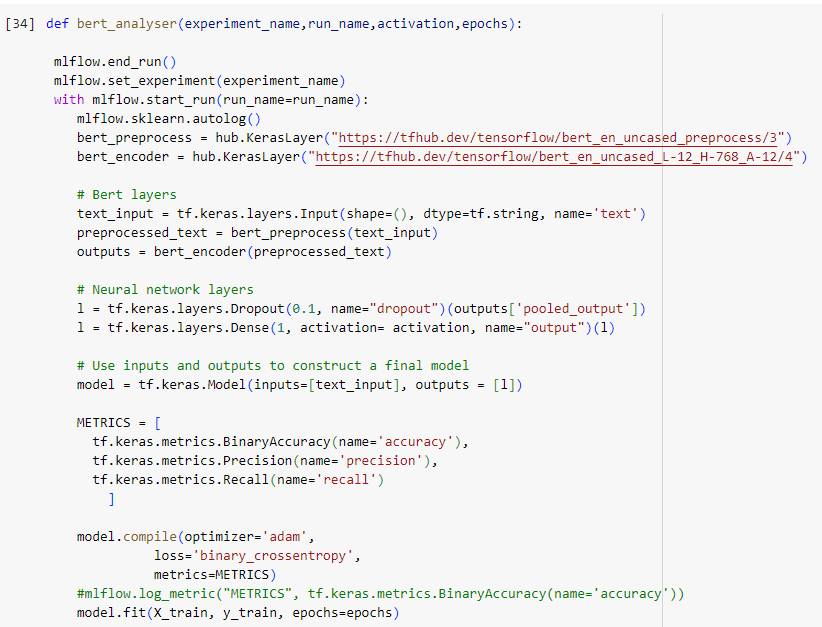 [34] def bert_analyser(experiment_name,run_name,activation,epochs):
mlflow.end_run()
mlflow.set_experiment(experiment_name)
with mlflow.start_run(run_name=run_name):
mlflow.sklearn.autolog()
bert_preprocess = hub.KerasLayer("https://tfhub.dev/tensorflow/bert_en_uncased_preprocess/3")
bert_encoder = hub.KerasLayer("https://tfhub.dev/tensorflow/bert_en_uncased_L-12_H-768_A-12/4")
# Bert layers
text_input = tf.keras.layers.Input(shape=(), dtype=tf.string, name='text')
preprocessed_text = bert_preprocess(text_input)
outputs = bert_encoder(preprocessed_text)
# Neural network layers
l = tf.keras.layers.Dropout(0.1, name="dropout")(outputs['pooled_output'])
l = tf.keras.layers.Dense(1, activation= activation, name="output")(l)
# Use inputs and outputs to construct a final model
model = tf.keras.Model(inputs=[text_input], outputs = [l])
METRICS = [
tf.keras.metrics.BinaryAccuracy(name='accuracy'),
tf.keras.metrics.Precision(name='precision'),
tf.keras.metrics.Recall(name='recall')
]
model.compile(optimizer='adam',
loss='binary_crossentropy',
metrics=METRICS)
#mlflow.log_metric("METRICS", tf.keras.metrics.BinaryAccuracy(name='accuracy'))
model.fit(X_train, y_train, epochs=epochs)